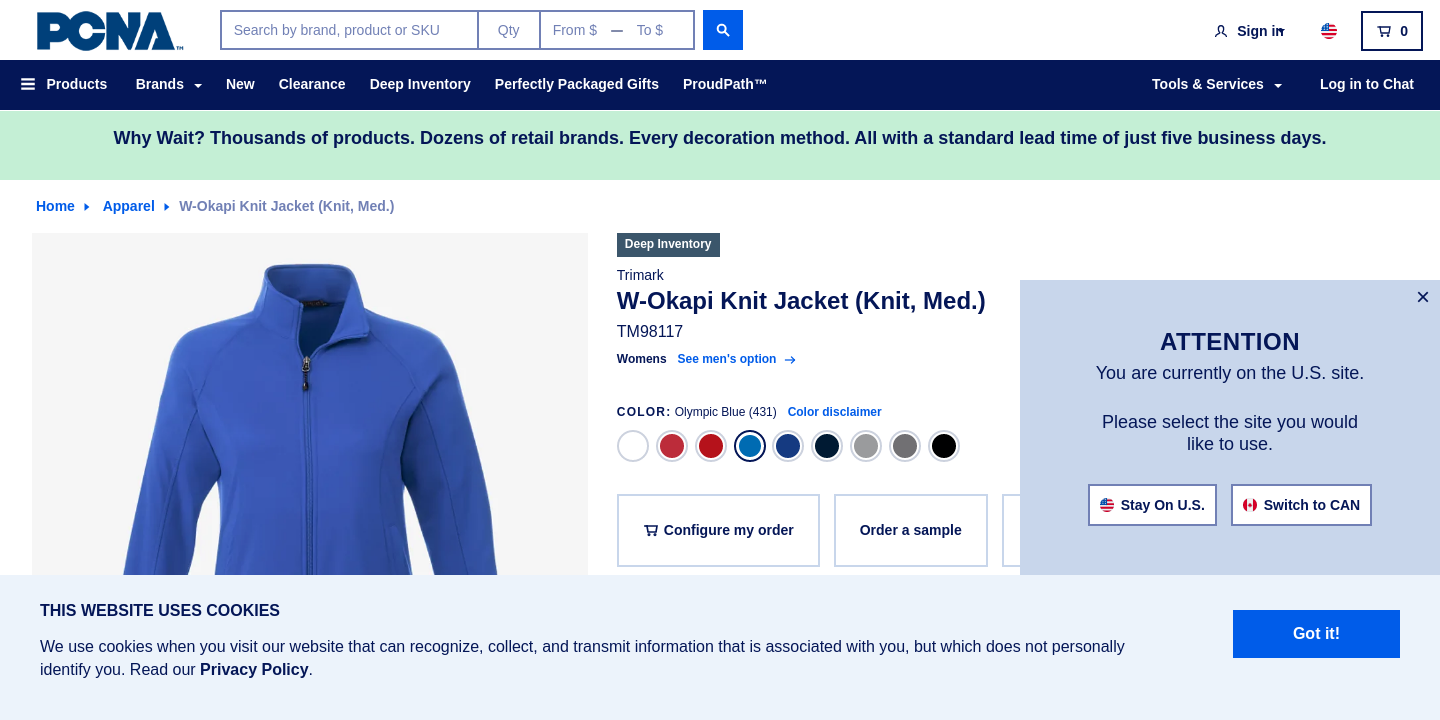 PCNA™
Search by brand, product or SKU
Qty
From $ — To $
Sign in
0
Products
Brands
New
Clearance
Deep Inventory
Perfectly Packaged Gifts
ProudPath™
Tools & Services
Log in to Chat
Why Wait? Thousands of products. Dozens of retail brands. Every decoration method. All with a standard lead time of just five business days.
Home
Apparel
W-Okapi Knit Jacket (Knit, Med.)
Deep Inventory
Trimark
W-Okapi Knit Jacket (Knit, Med.)
TM98117
Womens See men's option
COLOR: Olympic Blue (431) Color disclaimer
Configure my order
Order a sample
×
ATTENTION
You are currently on the U.S. site.
Please select the site you would
like to use.
Stay On U.S.
Switch to CAN
THIS WEBSITE USES COOKIES
We use cookies when you visit our website that can recognize, collect, and transmit information that is associated with you, but which does not personally
identify you. Read our Privacy Policy.
Got it!